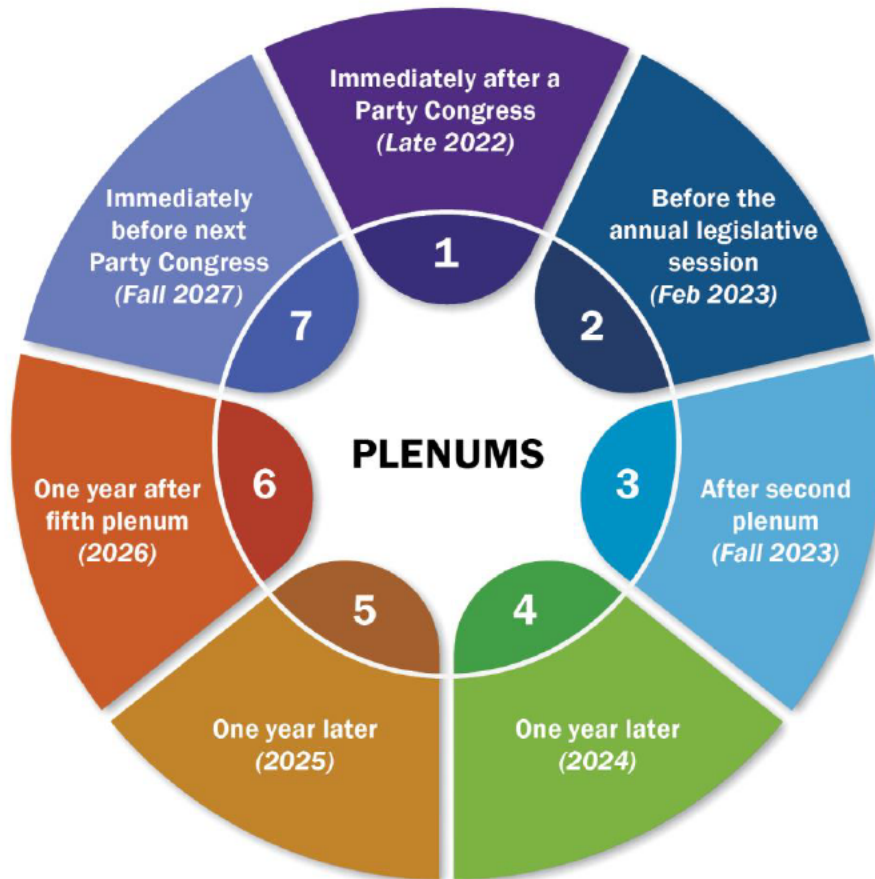 Immediately after a
Party Congress
(Late 2022)
1
Before the
annual legislative
session
(Feb 2023)
2
After second
plenum
(Fall 2023)
3
One year later
(2024)
4
One year later
(2025)
5
One year after
fifth plenum
(2026)
6
Immediately
before next
Party Congress
(Fall 2027)
7
PLENUMS